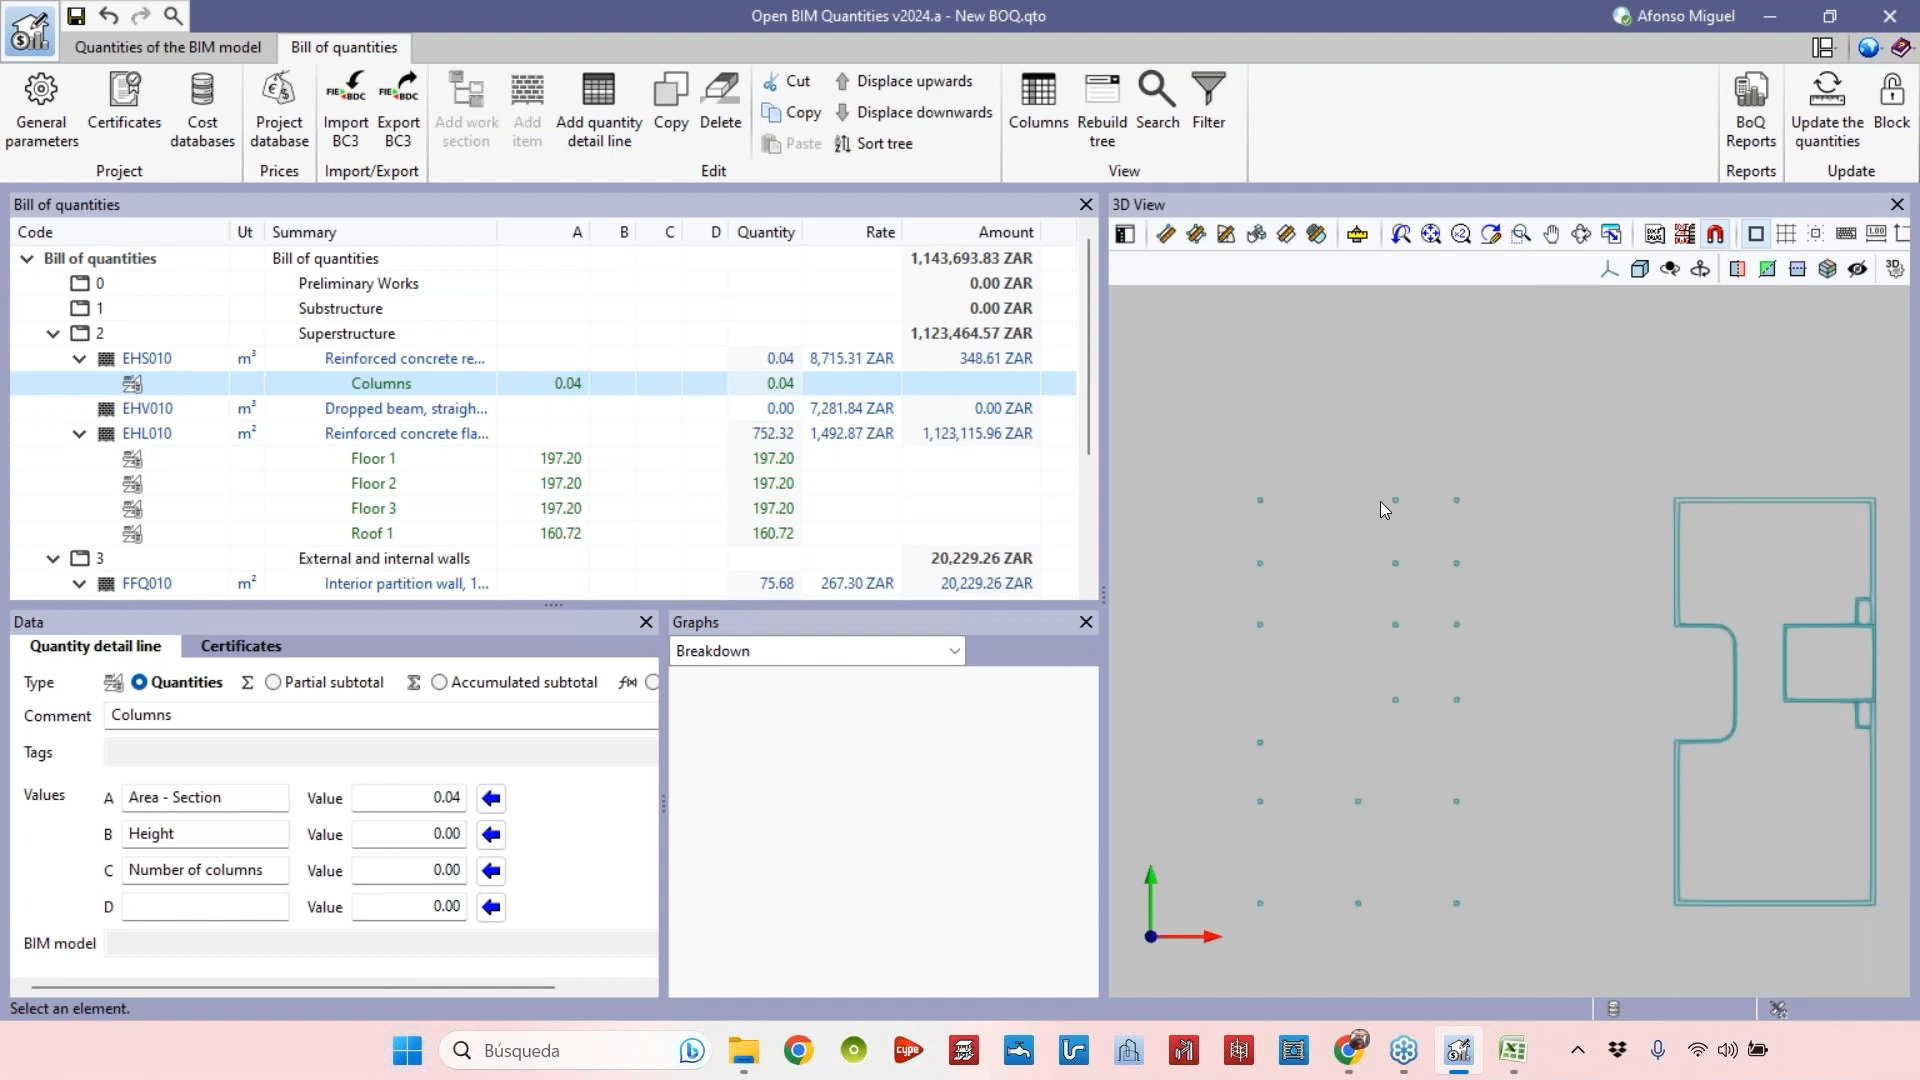 Open BIM Quantities v2024.a - New BOQ.qto
Afonso Miguel
Quantities of the BIM model
Bill of quantities
General parameters
Certificates
Cost databases
Project database
FIE-BDC
Import BC3
FIE-BDC
Export BC3
Add work section
Add item
Add quantity detail line
Copy
Delete
Cut
Copy
Paste
Displace upwards
Displace downwards
Sort tree
Columns
Rebuild tree
Search
Filter
BoQ Reports
Update the quantities
Block
Project
Prices
Import/Export
Edit
View
Reports
Update
Bill of quantities
Code Ut Summary A B C D Quantity Rate Amount
Bill of quantities Bill of quantities 1,143,693.83 ZAR
0 Preliminary Works 0.00 ZAR
1 Substructure 0.00 ZAR
2 Superstructure 1,123,464.57 ZAR
EHS010 m³ Reinforced concrete re... 0.04 8,715.31 ZAR 348.61 ZAR
Columns 0.04 0.04
EHV010 m³ Dropped beam, straigh... 0.00 7,281.84 ZAR 0.00 ZAR
EHL010 m² Reinforced concrete fla... 752.32 1,492.87 ZAR 1,123,115.96 ZAR
Floor 1 197.20 197.20
Floor 2 197.20 197.20
Floor 3 197.20 197.20
Roof 1 160.72 160.72
3 External and internal walls 20,229.26 ZAR
FFQ010 m² Interior partition wall, 1... 75.68 267.30 ZAR 20,229.26 ZAR
3D View
1.00
3D
Data
Quantity detail line Certificates
Type Quantities Σ Partial subtotal Σ Accumulated subtotal f(x)
Comment Columns
Tags
Values A Area - Section Value 0.04
B Height Value 0.00
C Number of columns Value 0.00
D Value 0.00
BIM model
Graphs
Breakdown
Select an element.
Búsqueda
cype